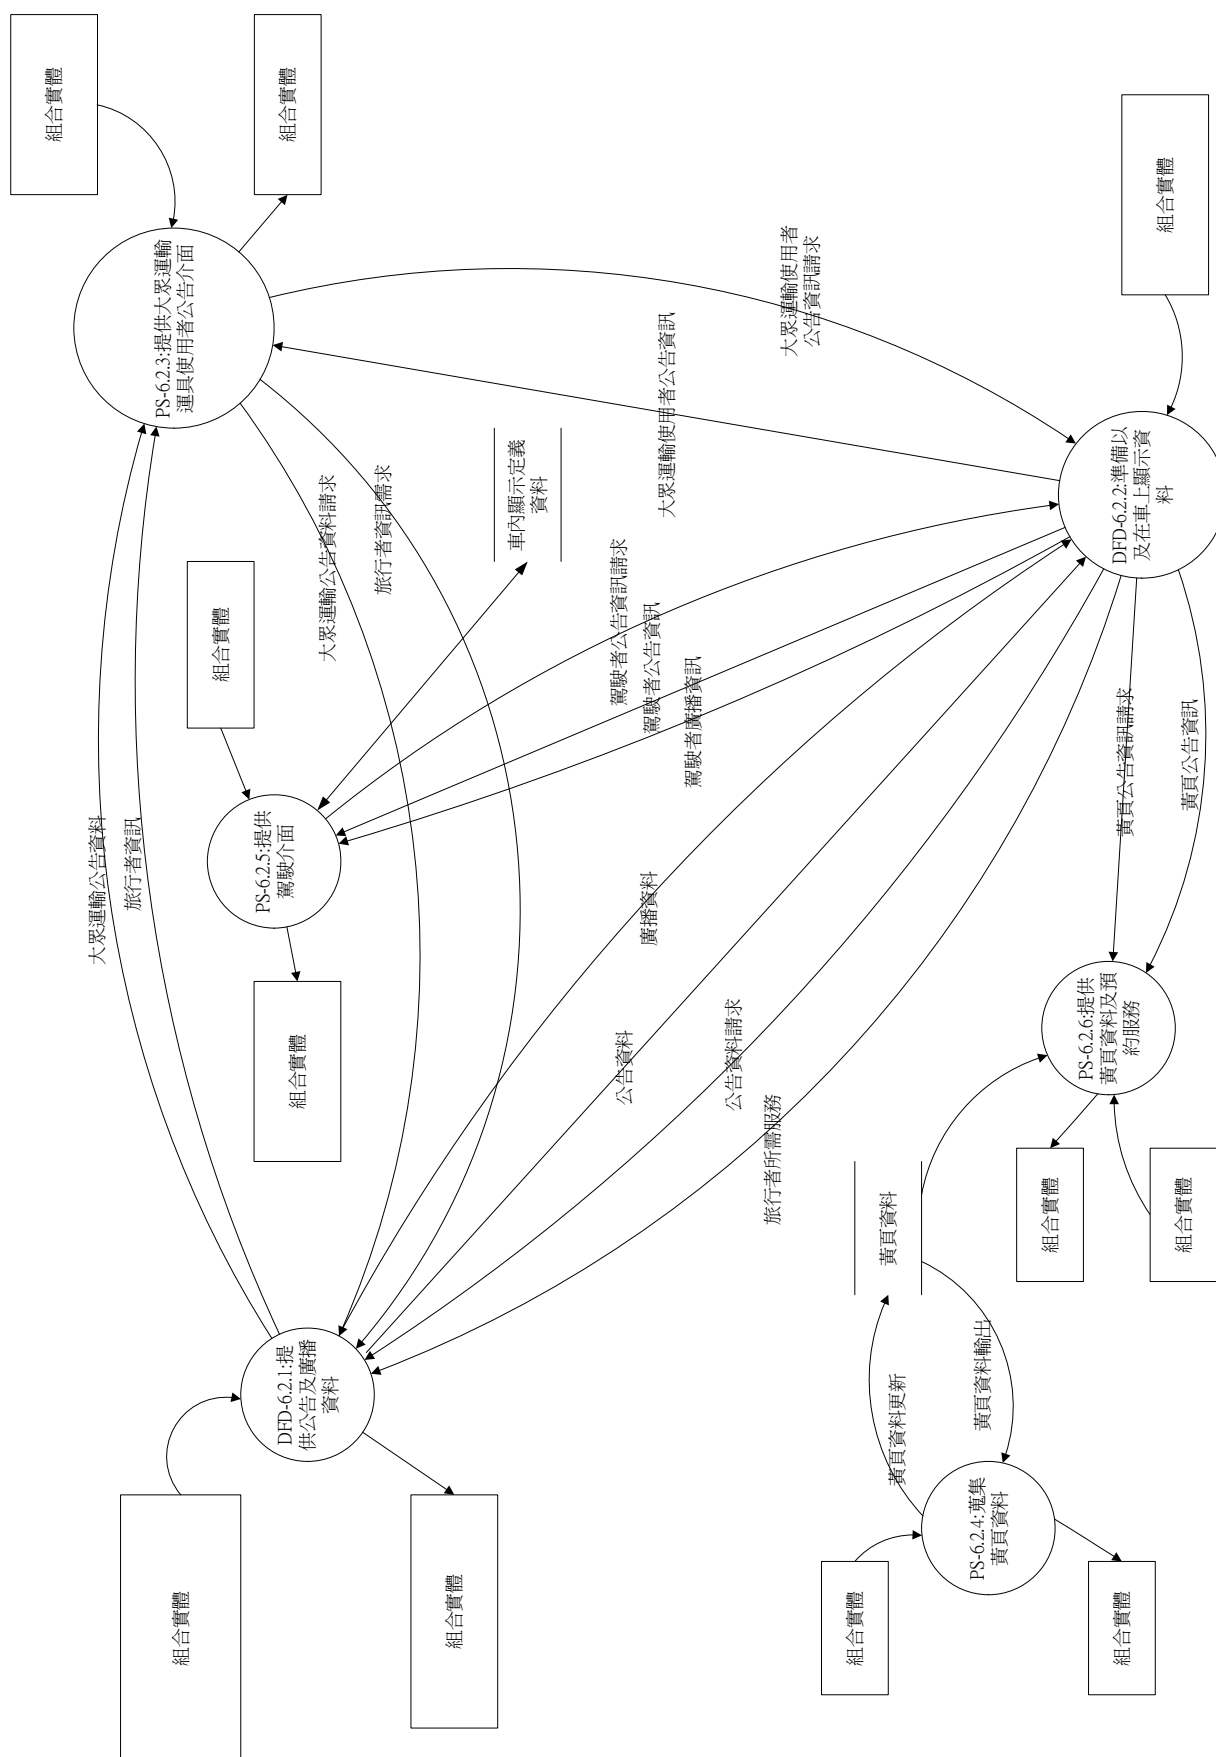 組合實體
組合實體
PS-6.2.3:提供大眾運輸
運具使用者公告介面
組合實體
大眾運輸使用者
公告資訊請求
大眾運輸使用者公告資訊
車內顯示定義
資料
大眾運輸公告資料請求
旅行者資訊需求
組合實體
DFD-6.2.2:準備以
及在車上顯示資
料
駕駛者公告資訊請求
駕駛者公告資訊
駕駛者廣播資訊
黃頁公告資訊請求
黃頁公告資訊
大眾運輸公告資料
旅行者資訊
PS-6.2.5:提供
駕駛介面
廣播資料
組合實體
公告資料
公告資料請求
旅行者所需服務
PS-6.2.6:提供
黃頁資料及預
約服務
組合實體
組合實體
黃頁資料
DFD-6.2.1:提
供公告及廣播
資料
黃頁資料更新
黃頁資料輸出
PS-6.2.4:蒐集
黃頁資料
組合實體
組合實體
組合實體
組合實體